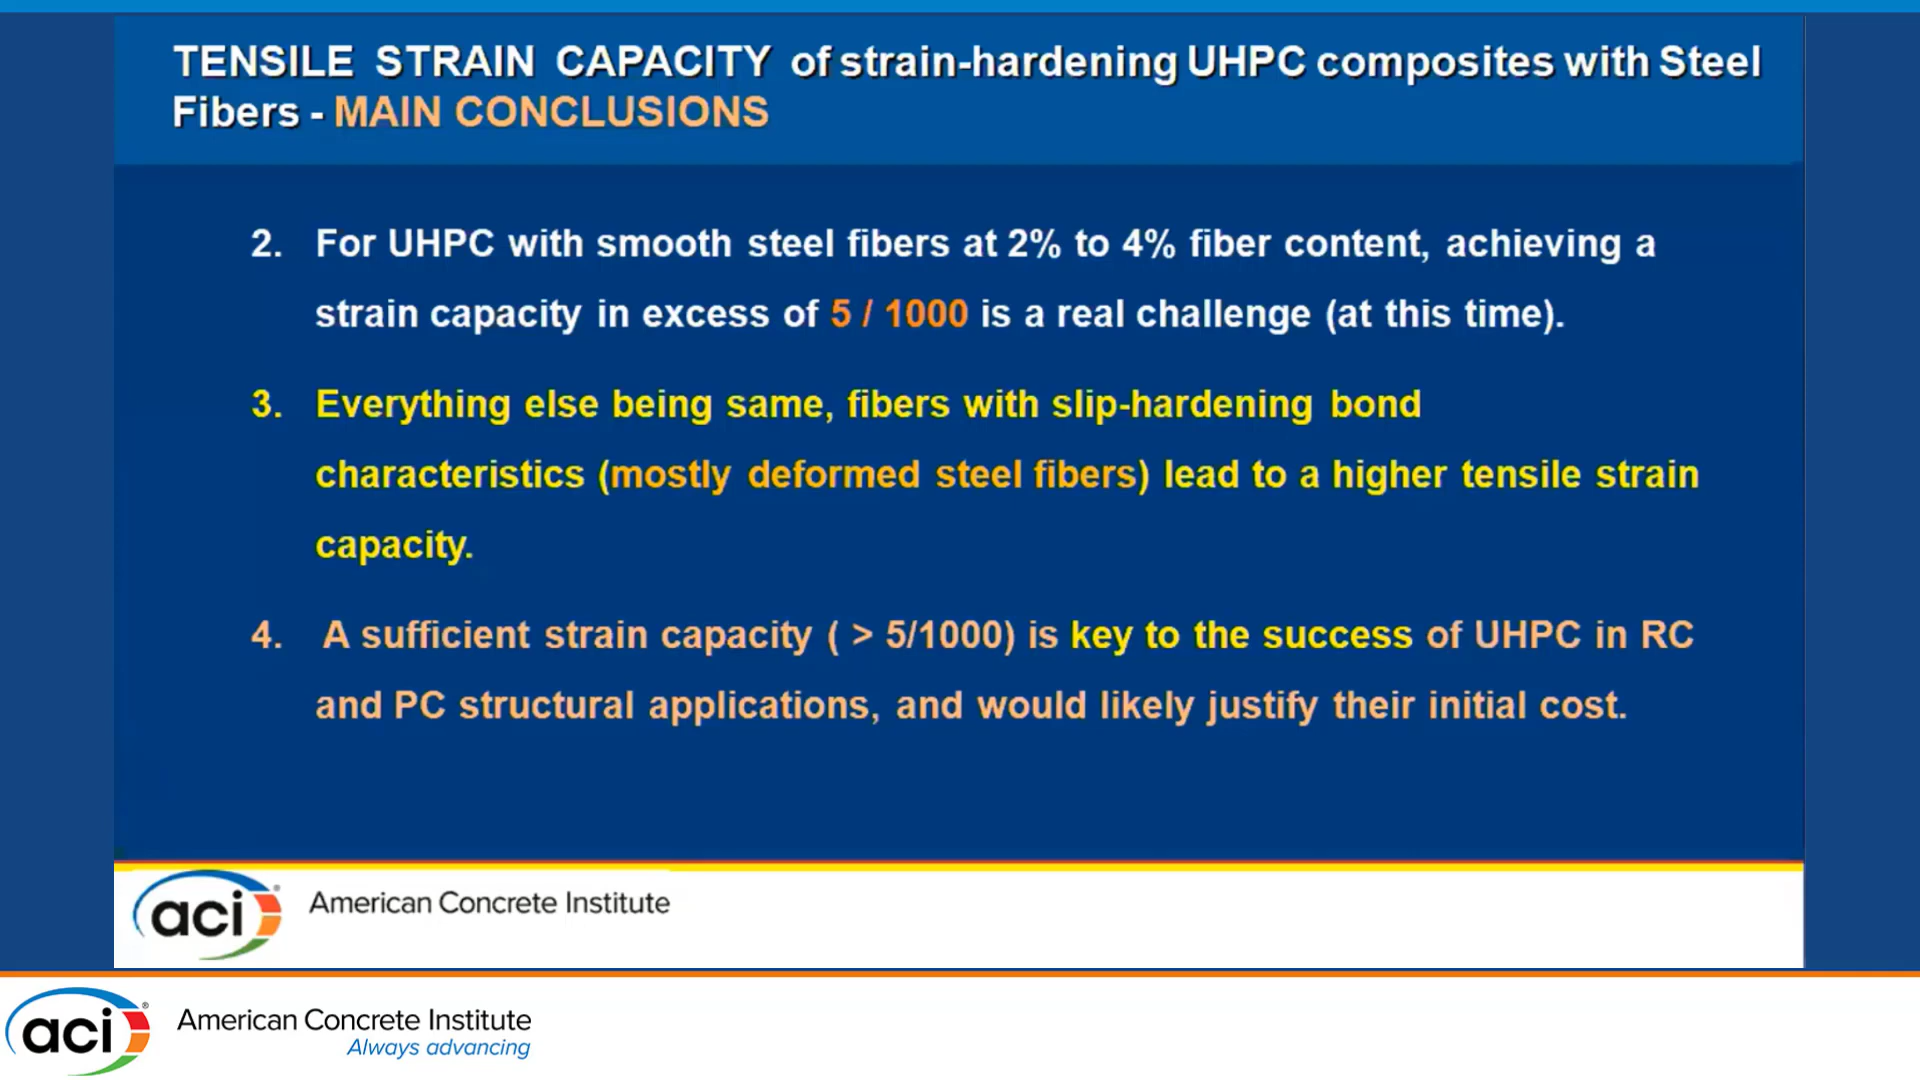 TENSILE STRAIN CAPACITY of strain-hardening UHPC composites with Steel
Fibers - MAIN CONCLUSIONS
2. For UHPC with smooth steel fibers at 2% to 4% fiber content, achieving a
strain capacity in excess of 5 / 1000 is a real challenge (at this time).
3. Everything else being same, fibers with slip-hardening bond
characteristics (mostly deformed steel fibers) lead to a higher tensile strain
capacity.
4. A sufficient strain capacity ( > 5/1000) is key to the success of UHPC in RC
and PC structural applications, and would likely justify their initial cost.
aci® American Concrete Institute
aci® American Concrete Institute
Always advancing